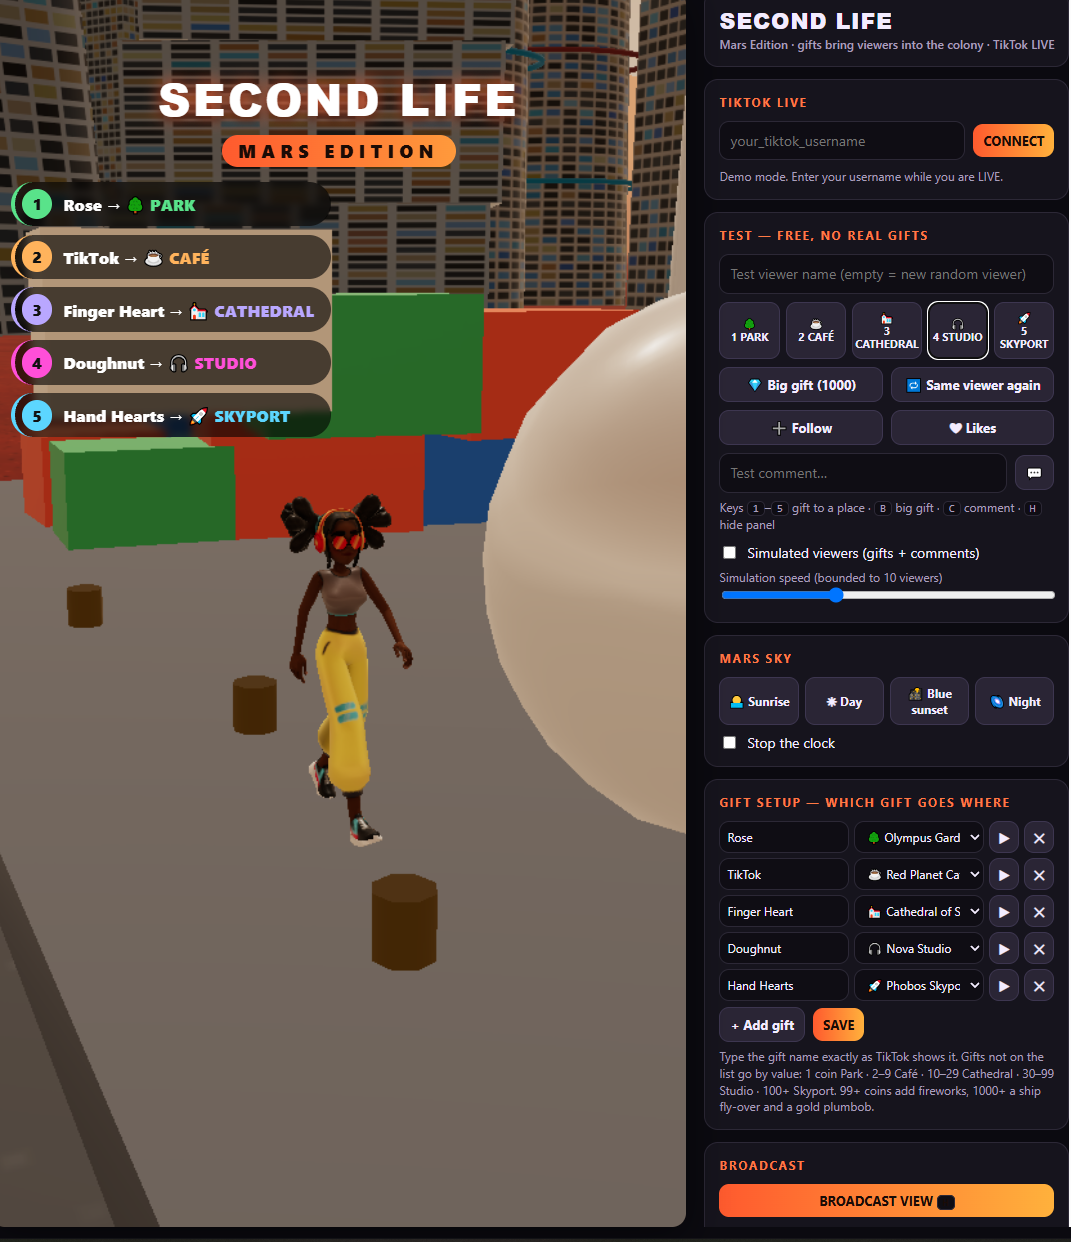 SECOND LIFE
MARS EDITION
1 Rose → 🌳 PARK
2 TikTok → ☕ CAFÉ
3 Finger Heart → ⛪ CATHEDRAL
4 Doughnut → 🎧 STUDIO
5 Hand Hearts → 🚀 SKYPORT
SECOND LIFE
Mars Edition · gifts bring viewers into the colony · TikTok LIVE
TIKTOK LIVE
your_tiktok_username
CONNECT
Demo mode. Enter your username while you are LIVE.
TEST — FREE, NO REAL GIFTS
Test viewer name (empty = new random viewer)
🌳 1 PARK
☕ 2 CAFÉ
⛪ 3 CATHEDRAL
🎧 4 STUDIO
🚀 5 SKYPORT
💎 Big gift (1000)
🔁 Same viewer again
➕ Follow
🤍 Likes
Test comment...
💬
Keys 1 – 5 gift to a place · B big gift · C comment · H
hide panel
Simulated viewers (gifts + comments)
Simulation speed (bounded to 10 viewers)
MARS SKY
🌅 Sunrise
☀ Day
🌆 Blue sunset
🌌 Night
Stop the clock
GIFT SETUP — WHICH GIFT GOES WHERE
Rose 🌳 Olympus Gard ▶ ✕
TikTok ☕ Red Planet Ca ▶ ✕
Finger Heart ⛪ Cathedral of S ▶ ✕
Doughnut 🎧 Nova Studio ▶ ✕
Hand Hearts 🚀 Phobos Skypo ▶ ✕
+ Add gift
SAVE
Type the gift name exactly as TikTok shows it. Gifts not on the
list go by value: 1 coin Park · 2–9 Café · 10–29 Cathedral · 30–99
Studio · 100+ Skyport. 99+ coins add fireworks, 1000+ a ship
fly-over and a gold plumbob.
BROADCAST
BROADCAST VIEW